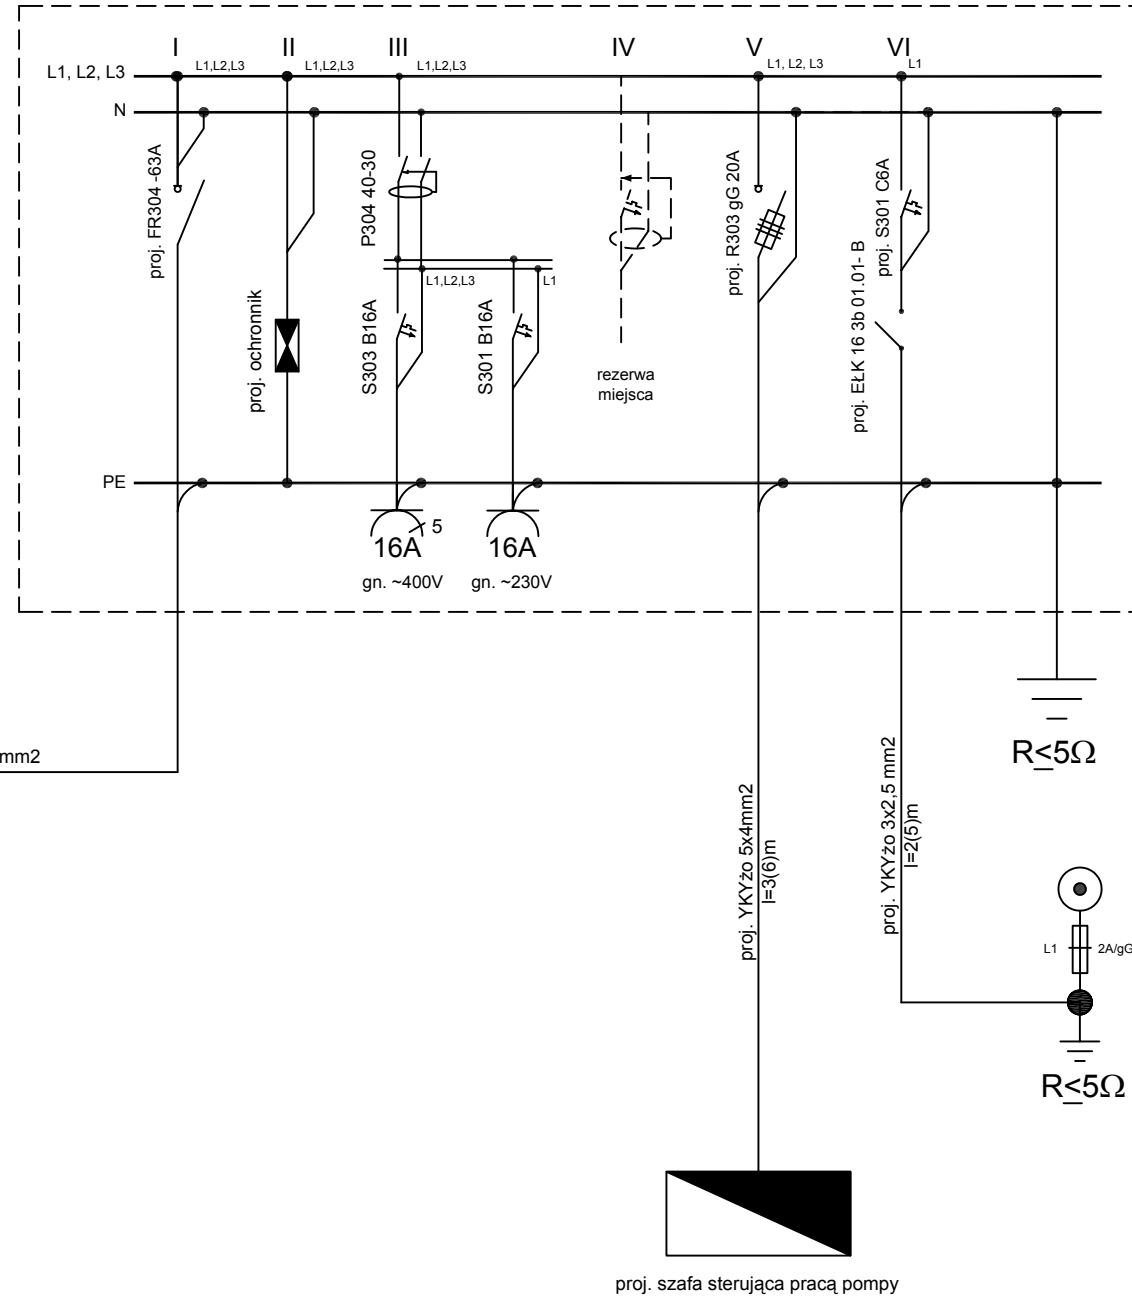 I II III IV V VI
L1, L2, L3 L1,L2,L3 L1,L2,L3 L1,L2,L3 L1, L2, L3 L1
N
proj. FR304 -63A
proj. ochronnik
P304 40-30
L1,L2,L3
L1
S303 B16A
S301 B16A
rezerwa
miejsca
proj. R303 gG 20A
proj. S301 C6A
proj. EŁK 16 3b 01.01- B
PE
5
16A
gn. ~400V
16A
gn. ~230V
mm2
R≤5Ω
proj. YKYżo 5x4mm2
l=3(6)m
proj. YKYżo 3x2,5 mm2
l=2(5)m
L1 2A/gG
R≤5Ω
proj. szafa sterująca pracą pompy